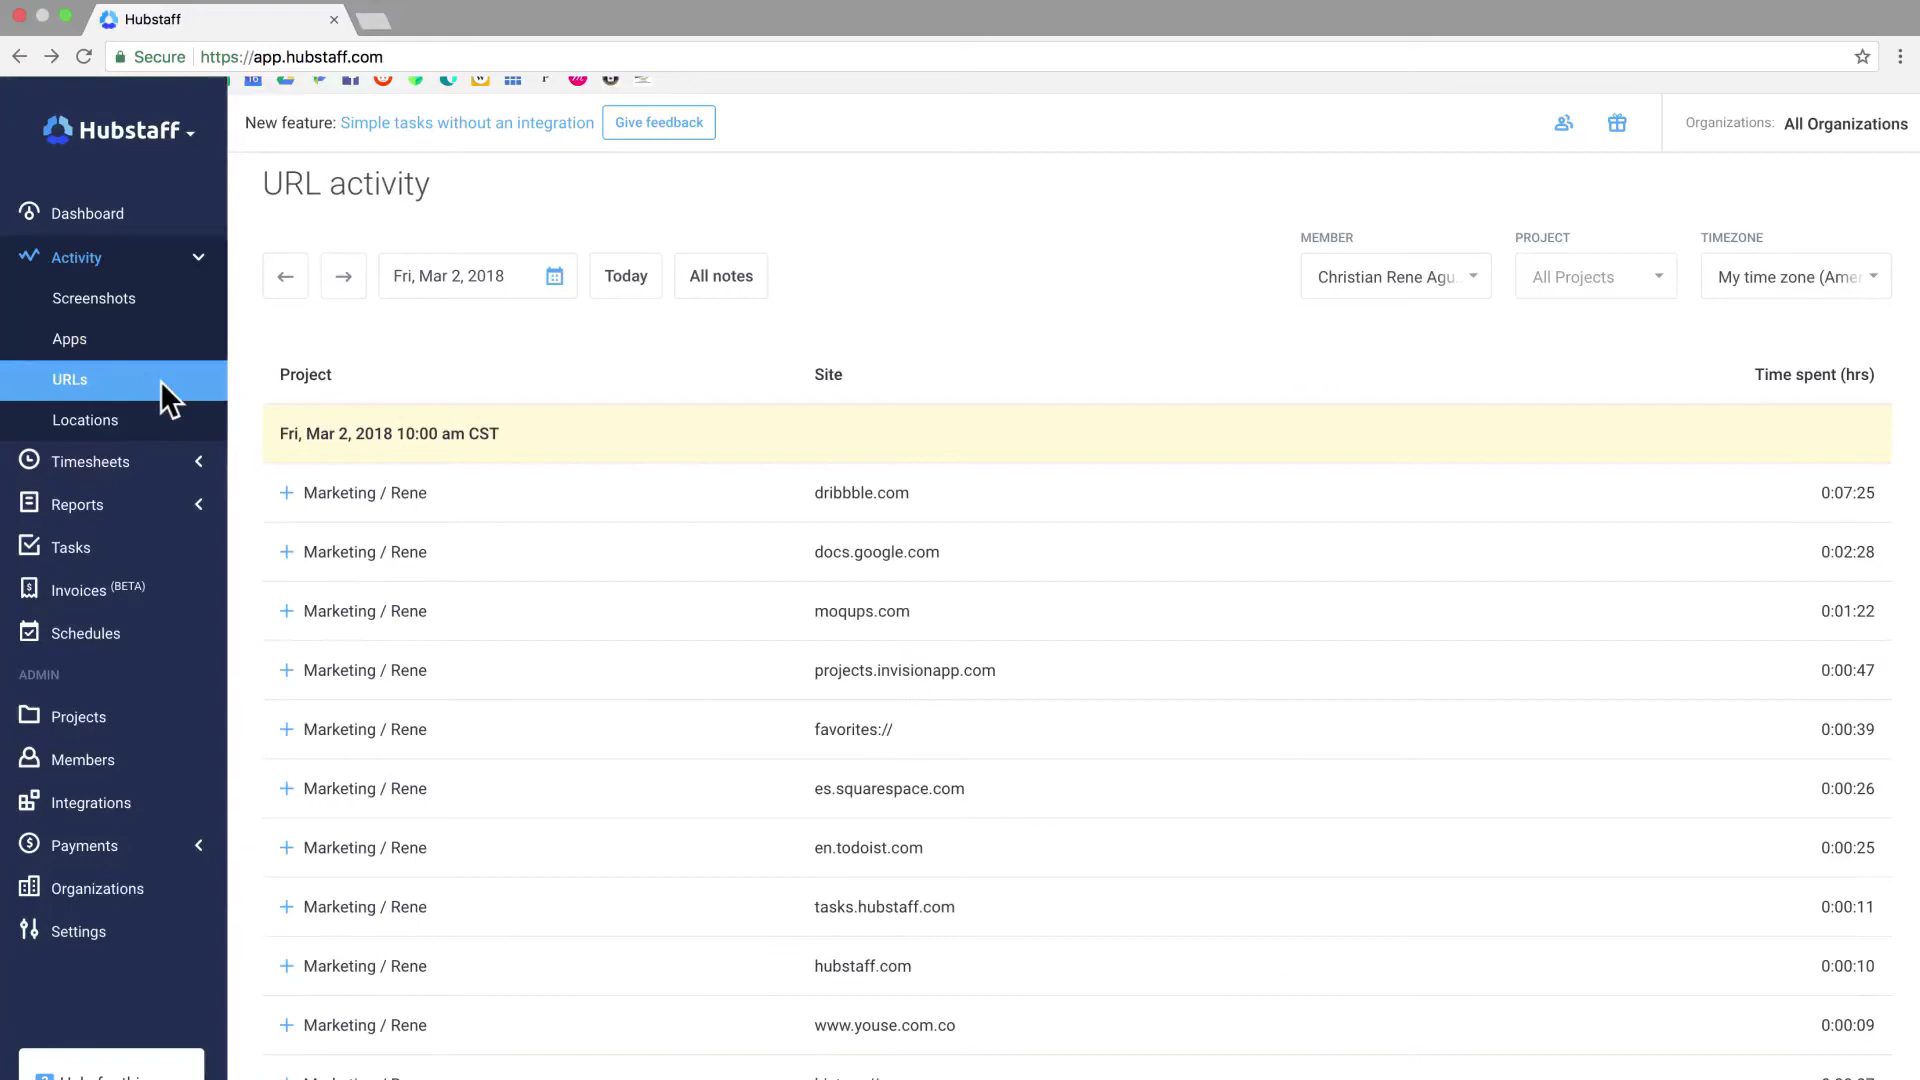 Hubstaff
Secure https://app.hubstaff.com
Hubstaff
New feature: Simple tasks without an integration Give feedback
Organizations: All Organizations
URL activity
Dashboard
Activity
Screenshots
Apps
URLs
Locations
Timesheets
Reports
Tasks
Invoices (BETA)
Schedules
ADMIN
Projects
Members
Integrations
Payments
Organizations
Settings
MEMBER PROJECT TIMEZONE
Fri, Mar 2, 2018 Today All notes Christian Rene Agu.. All Projects My time zone (Amer
Project Site Time spent (hrs)
Fri, Mar 2, 2018 10:00 am CST
+ Marketing / Rene dribbble.com 0:07:25
+ Marketing / Rene docs.google.com 0:02:28
+ Marketing / Rene moqups.com 0:01:22
+ Marketing / Rene projects.invisionapp.com 0:00:47
+ Marketing / Rene favorites:// 0:00:39
+ Marketing / Rene es.squarespace.com 0:00:26
+ Marketing / Rene en.todoist.com 0:00:25
+ Marketing / Rene tasks.hubstaff.com 0:00:11
+ Marketing / Rene hubstaff.com 0:00:10
+ Marketing / Rene www.youse.com.co 0:00:09